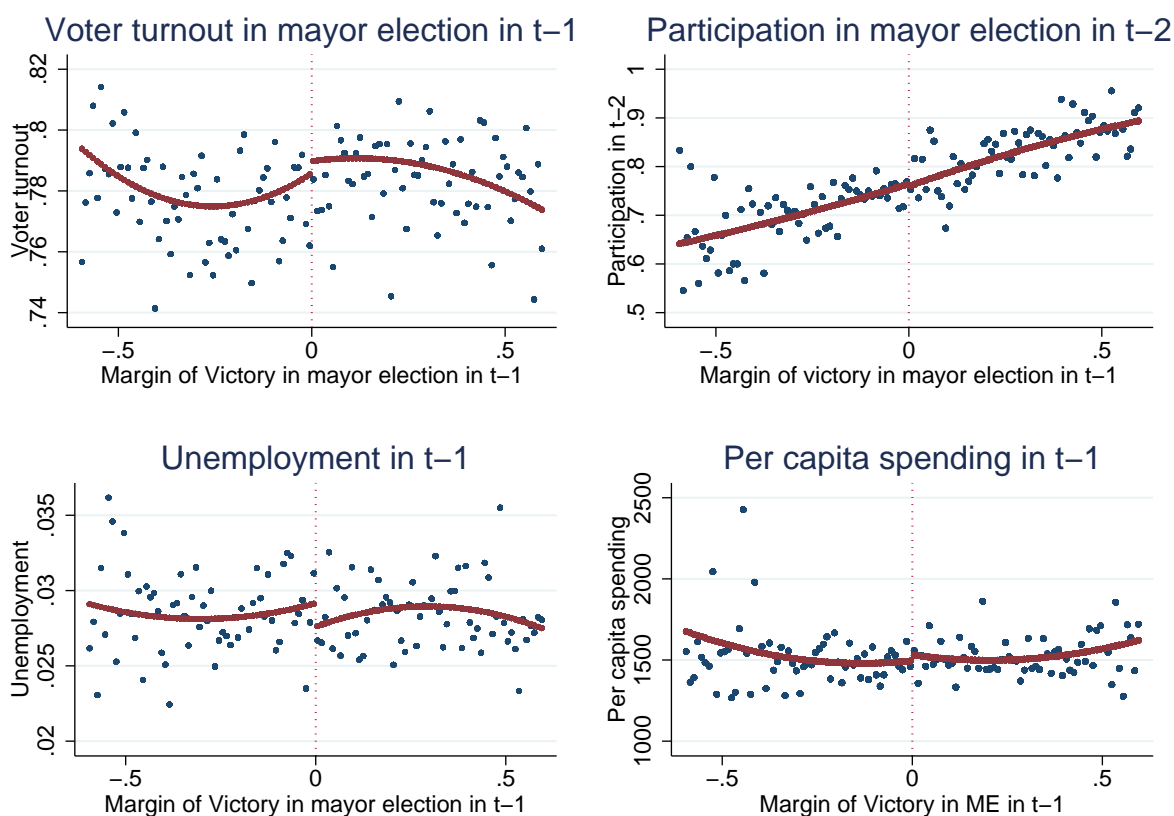 Voter turnout in mayor election in t−1
Voter turnout
.82
.8
.78
.76
.74
−.5 0 .5
Margin of Victory in mayor election in t−1
Participation in mayor election in t−2
Participation in t−2
1
.9
.8
.7
.6
.5
−.5 0 .5
Margin of victory in mayor election in t−1
Unemployment in t−1
Unemployment
.035
.03
.025
.02
−.5 0 .5
Margin of Victory in mayor election in t−1
Per capita spending in t−1
Per capita spending
2500
2000
1500
1000
−.5 0 .5
Margin of Victory in ME in t−1